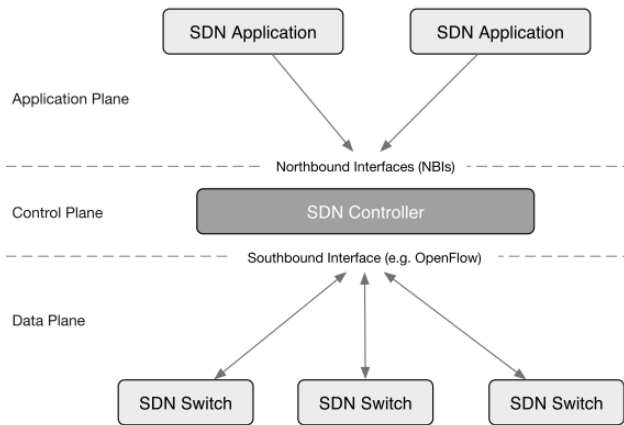 SDN Application
SDN Application
Application Plane
Northbound Interfaces (NBIs)
Control Plane
SDN Controller
Southbound Interface (e.g. OpenFlow)
Data Plane
SDN Switch
SDN Switch
SDN Switch